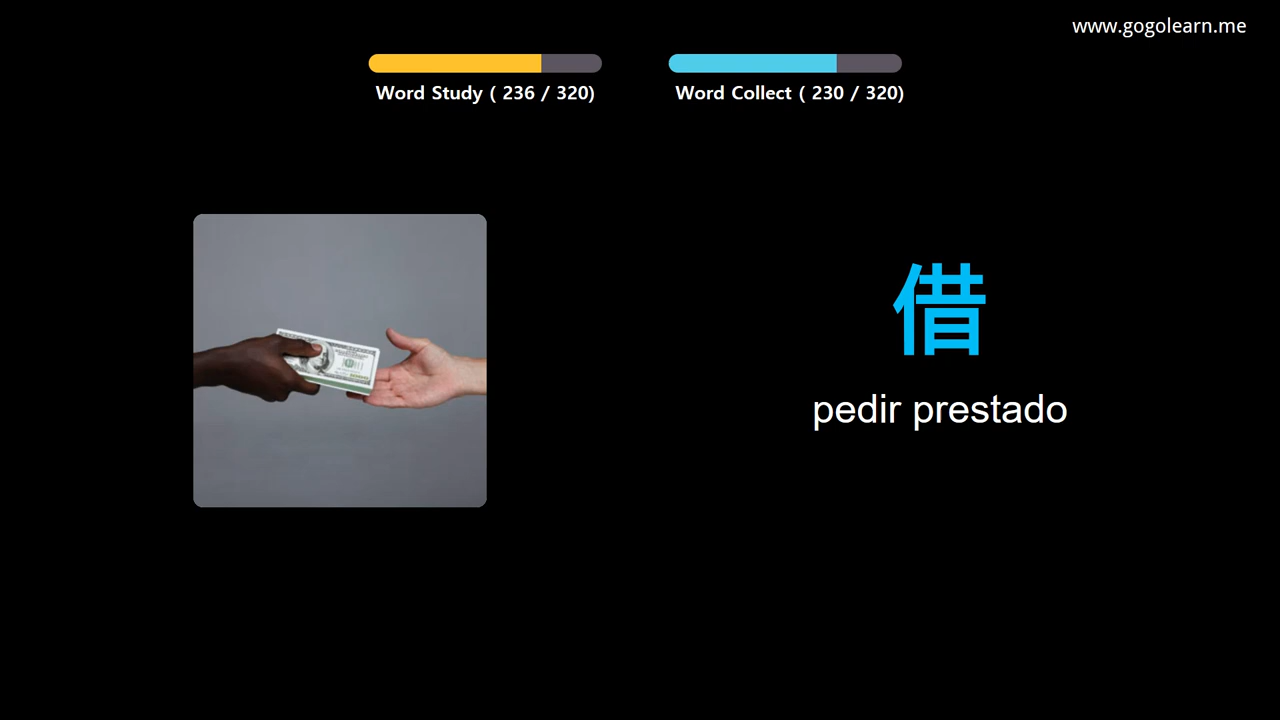 www.gogolearn.me
Word Study ( 236 / 320)
Word Collect ( 230 / 320)
借
pedir prestado